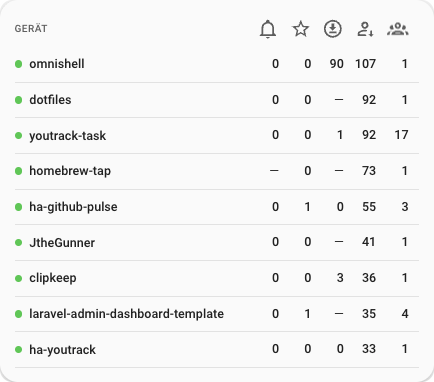 GERÄT
omnishell 0 0 90 107 1
dotfiles 0 0 – 92 1
youtrack-task 0 0 1 92 17
homebrew-tap – 0 – 73 1
ha-github-pulse 0 1 0 55 3
JtheGunner 0 0 – 41 1
clipkeep 0 0 3 36 1
laravel-admin-dashboard-template 0 1 – 35 4
ha-youtrack 0 0 0 33 1